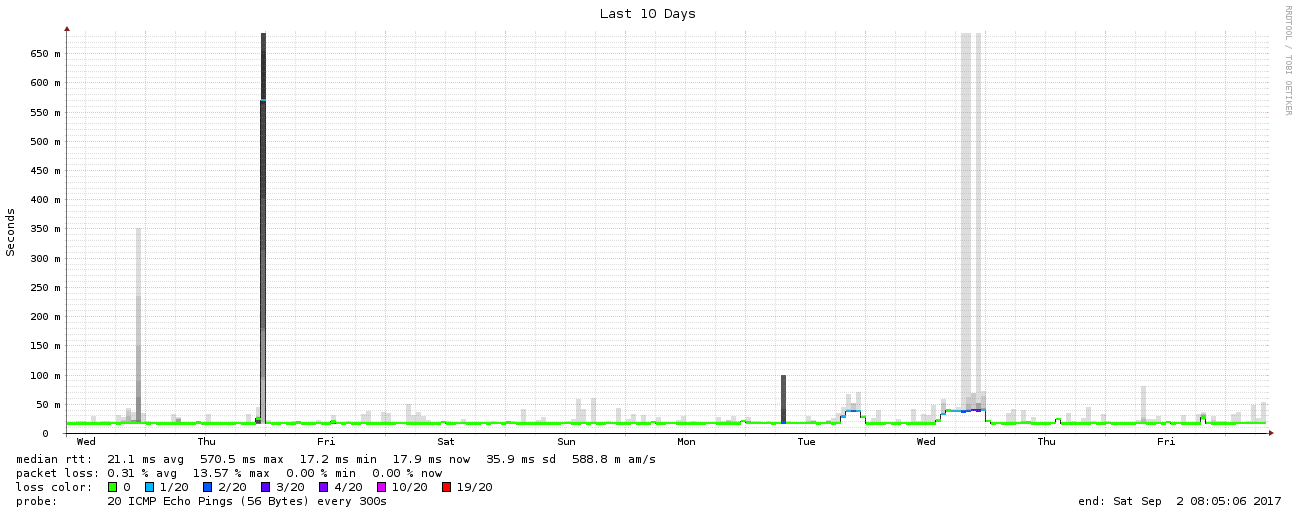 Last 10 Days
RRDTOOL / TOBI OETIKER
Seconds
650 m
600 m
550 m
500 m
450 m
400 m
350 m
300 m
250 m
200 m
150 m
100 m
50 m
0
Wed Thu Fri Sat Sun Mon Tue Wed Thu Fri
median rtt: 21.1 ms avg 570.5 ms max 17.2 ms min 17.9 ms now 35.9 ms sd 588.8 m am/s
packet loss: 0.31 % avg 13.57 % max 0.00 % min 0.00 % now
loss color: 0 1/20 2/20 3/20 4/20 10/20 19/20
probe: 20 ICMP Echo Pings (56 Bytes) every 300s end: Sat Sep 2 08:05:06 2017